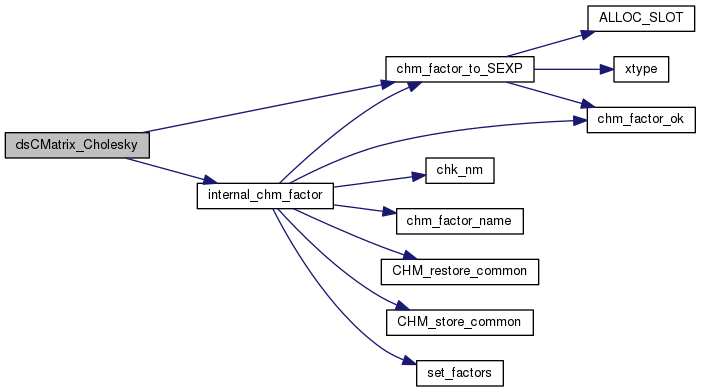 ALLOC_SLOT
chm_factor_to_SEXP
xtype
chm_factor_ok
dsCMatrix_Cholesky
chk_nm
internal_chm_factor
chm_factor_name
CHM_restore_common
CHM_store_common
set_factors